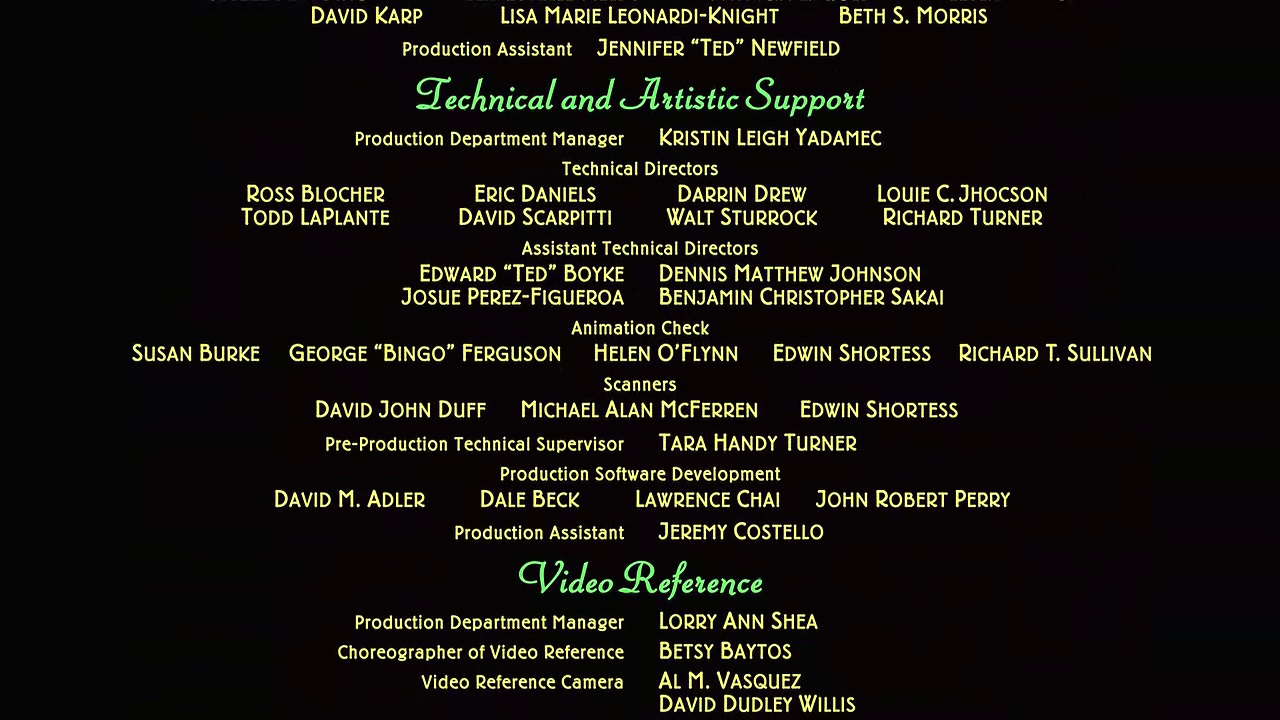 DAVID KARP LISA MARIE LEONARDI-KNIGHT BETH S. MORRIS
Production Assistant JENNIFER “TED” NEWFIELD
Technical and Artistic Support
Production Department Manager KRISTIN LEIGH YADAMEC
Technical Directors
ROSS BLOCHER ERIC DANIELS DARRIN DREW LOUIE C. JHOCSON
TODD LAPLANTE DAVID SCARPITTI WALT STURROCK RICHARD TURNER
Assistant Technical Directors
EDWARD “TED” BOYKE DENNIS MATTHEW JOHNSON
JOSUE PEREZ-FIGUEROA BENJAMIN CHRISTOPHER SAKAI
Animation Check
SUSAN BURKE GEORGE “BINGO” FERGUSON HELEN O’FLYNN EDWIN SHORTESS RICHARD T. SULLIVAN
Scanners
DAVID JOHN DUFF MICHAEL ALAN MCFERREN EDWIN SHORTESS
Pre-Production Technical Supervisor TARA HANDY TURNER
Production Software Development
DAVID M. ADLER DALE BECK LAWRENCE CHAI JOHN ROBERT PERRY
Production Assistant JEREMY COSTELLO
Video Reference
Production Department Manager LORRY ANN SHEA
Choreographer of Video Reference BETSY BAYTOS
Video Reference Camera AL M. VASQUEZ
DAVID DUDLEY WILLIS